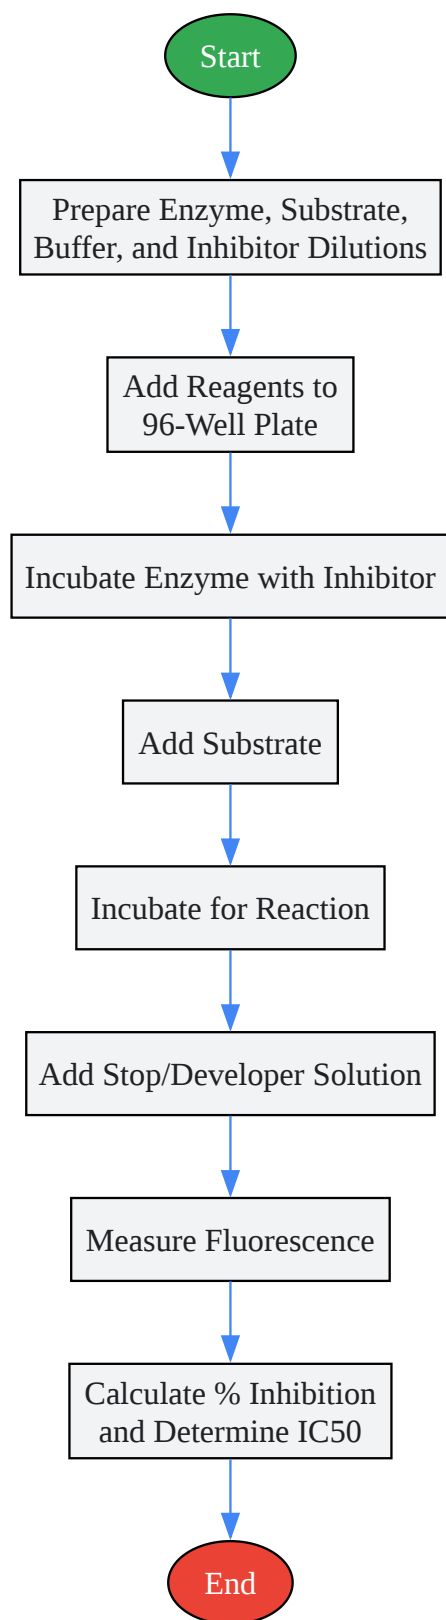 Start
Prepare Enzyme, Substrate,
Buffer, and Inhibitor Dilutions
Add Reagents to
96-Well Plate
Incubate Enzyme with Inhibitor
Add Substrate
Incubate for Reaction
Add Stop/Developer Solution
Measure Fluorescence
Calculate % Inhibition
and Determine IC50
End